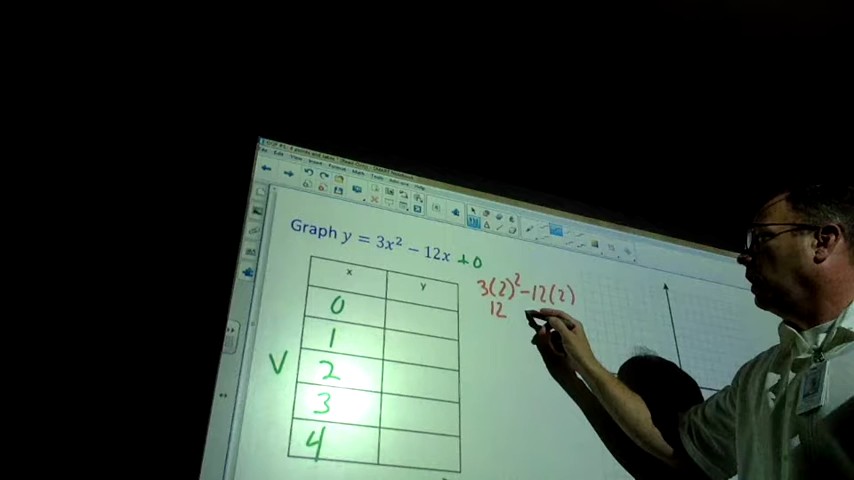 Graph y = 3x² − 12x + 0
x y
3(2)² − 12(2)
12
0
1
V 2
3
4